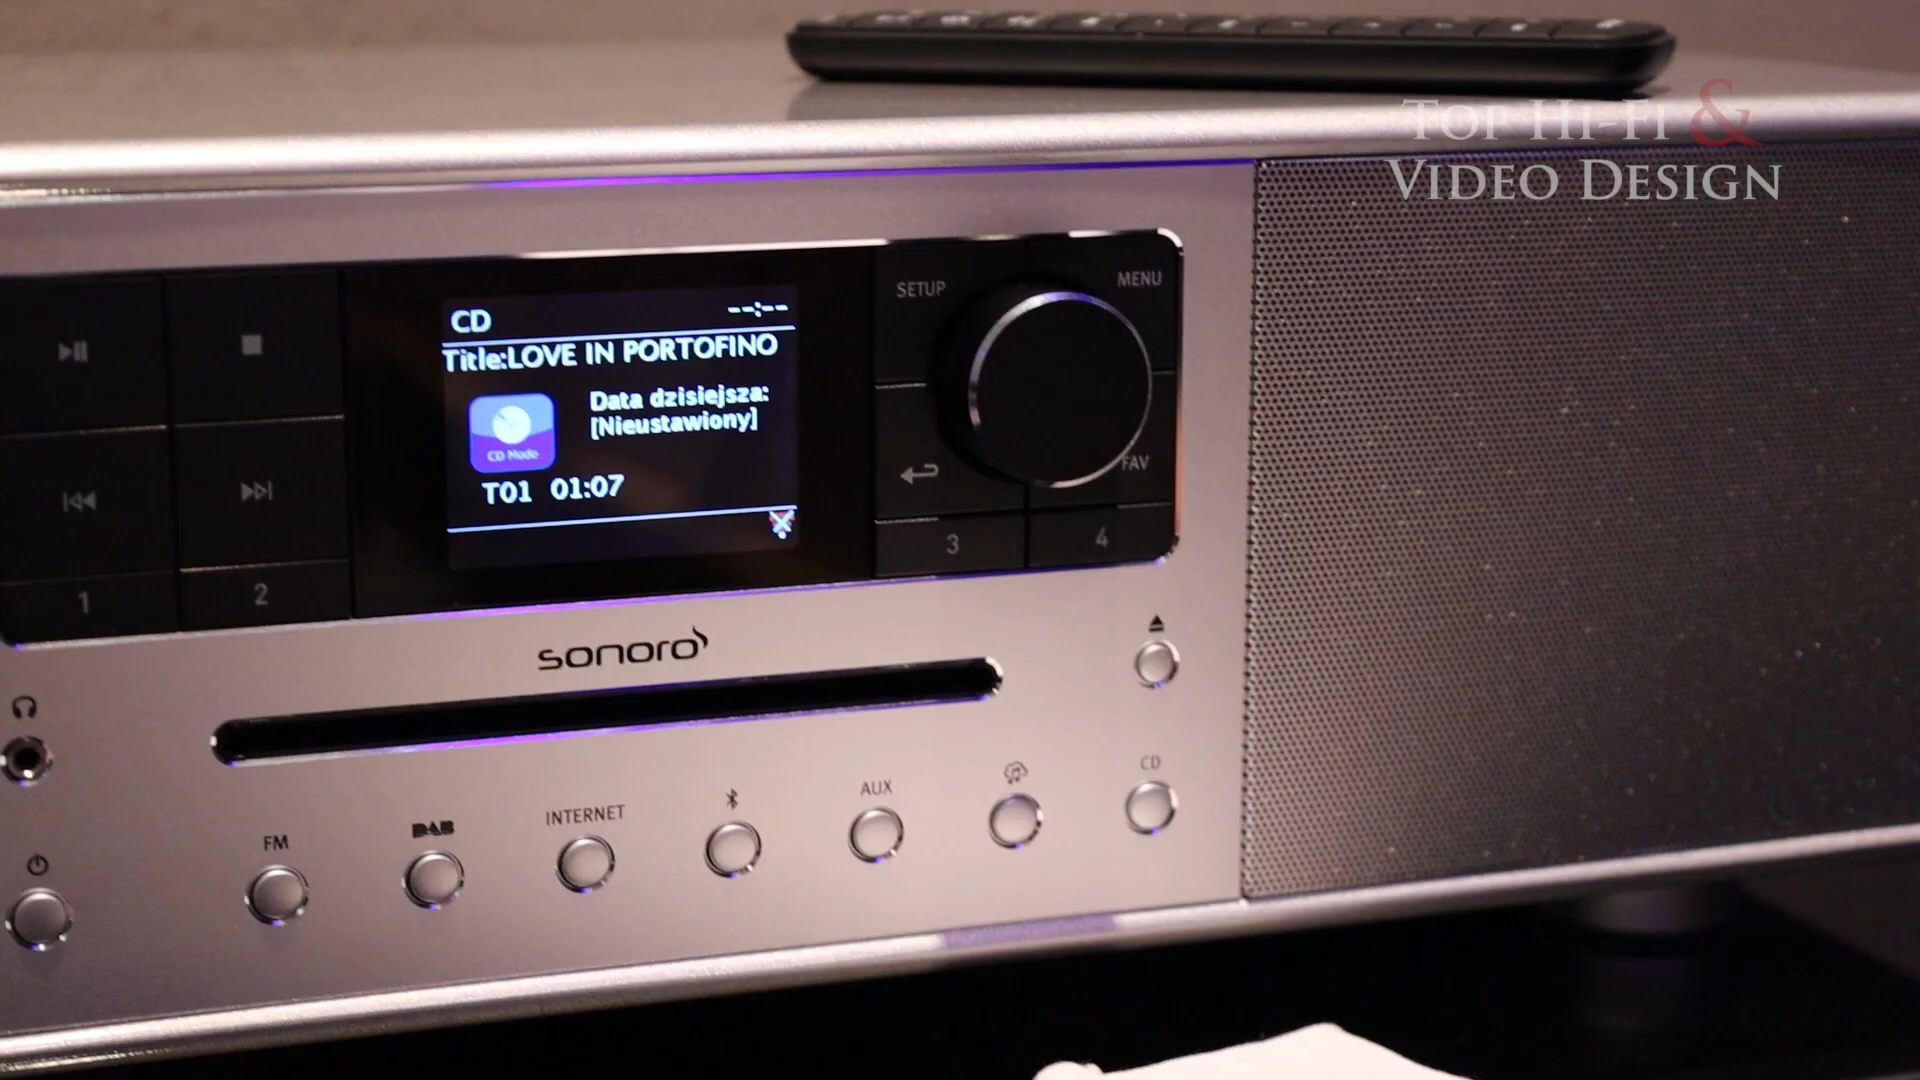 TOP HI-FI &
VIDEO DESIGN
SETUP
MENU
CD --:--
Title:LOVE IN PORTOFINO
Data dzisiejsza:
[Nieustawiony]
CD Mode
T01 01:07
FAV
1
2
3
4
sonoro
FM
DAB
INTERNET
AUX
CD